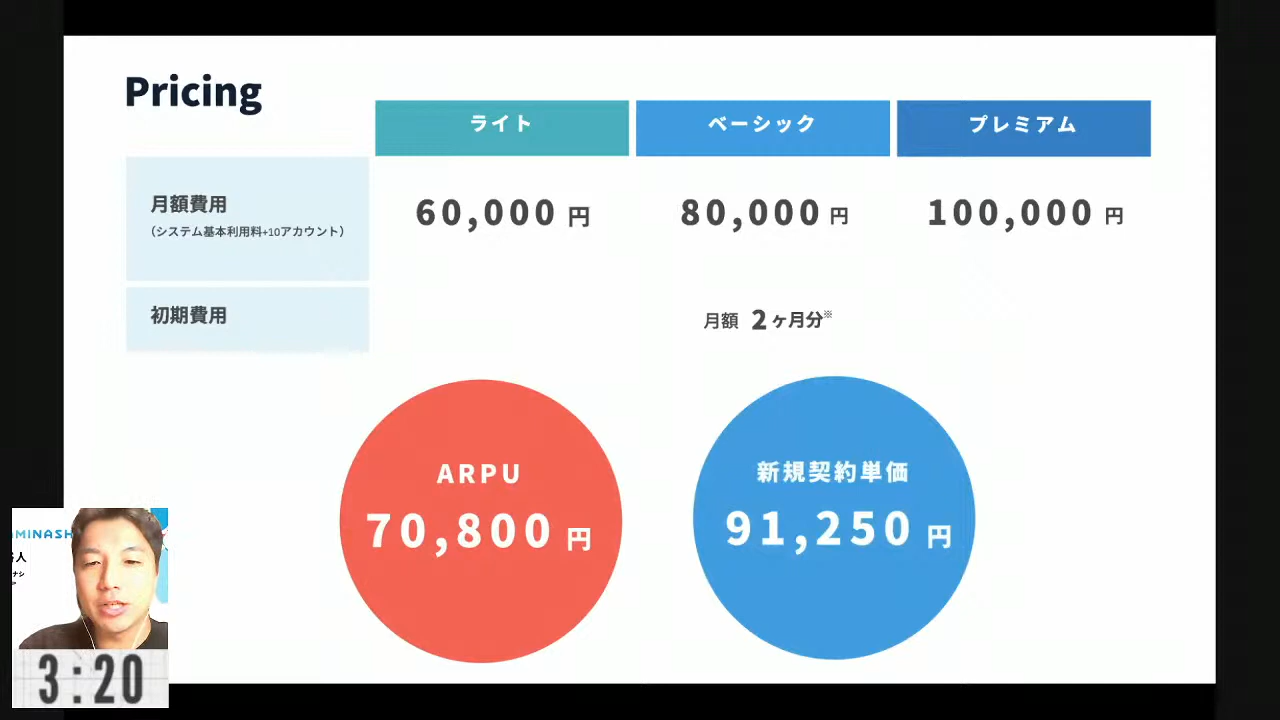 Pricing
ライト
ベーシック
プレミアム
月額費用
（システム基本利用料+10アカウント）
60,000 円
80,000 円
100,000 円
初期費用
月額 2ヶ月分※
ARPU
70,800 円
新規契約単価
91,250 円
AMINASH
人
ナシ
3:20